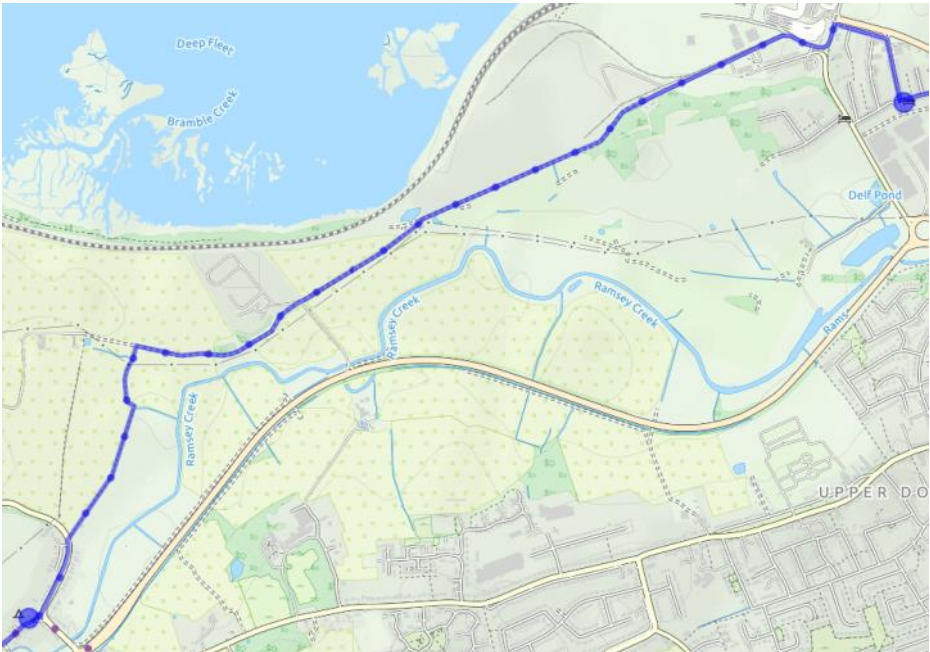 Deep Fleet
Bramble Creek
Delf Pond
Ramsey Creek
Ramsey Creek
Rams
Ramsey Creek
UPPER DO